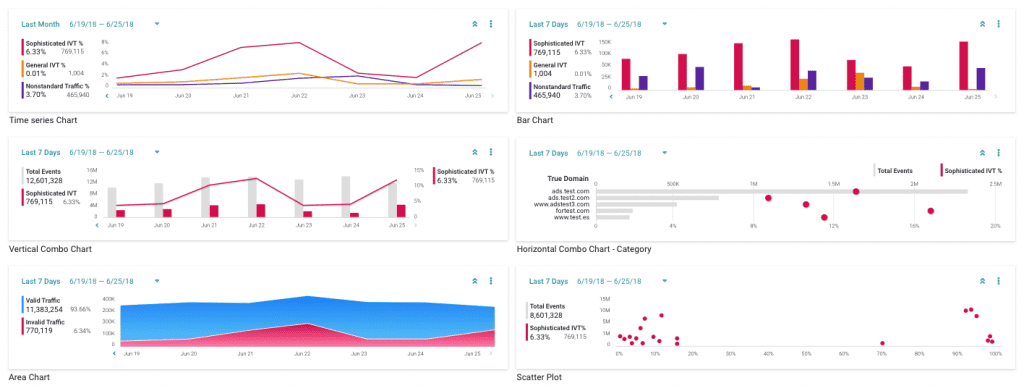 Last Month 6/19/18 — 6/25/18
Sophisticated IVT %
6.33% 769,115
General IVT %
0.01% 1,004
Nonstandard Traffic %
3.70% 465,940
8%
6%
4%
2%
0
Jun 19 Jun 20 Jun 21 Jun 22 Jun 23 Jun 24 Jun 25
Time series Chart
Last 7 Days 6/19/18 — 6/25/18
Sophisticated IVT
769,115 6.33%
General IVT
1,004 0.01%
Nonstandard Traffic
465,940 3.70%
150K
100K
50K
25K
0
Jun 19 Jun 20 Jun 21 Jun 22 Jun 23 Jun 24 Jun 25
Bar Chart
Last 7 Days 6/19/18 — 6/25/18
Total Events
12,601,328
Sophisticated IVT
769,115 6.33%
16M
12M
8M
4M
0
15%
10%
5%
0
Sophisticated IVT%
6.33% 769,115
Jun 19 Jun 20 Jun 21 Jun 22 Jun 23 Jun 24 Jun 25
Vertical Combo Chart
Last 7 Days 6/19/18 — 6/25/18
Total Events Sophisticated IVT%
True Domain
0 500K 1M 1M 2M 2.5M
ads.test.com
ads.test2.com
www.adstest3.com
fortest.com
www.test.es
0 4% 8% 12% 16% 20%
Horizontal Combo Chart - Category
Last 7 Days 6/19/18 — 6/25/18
Valid Traffic
11,383,254 93.66%
Invalid Traffic
770,119 6.34%
400K
300K
200K
100K
0
Jun 19 Jun 20 Jun 21 Jun 22 Jun 23 Jun 24 Jun 25
Area Chart
Last 7 Days 6/19/18 — 6/25/18
Total Events
8,601,328
Sophisticated IVT%
6.33% 769,115
15M
10M
5M
1M
0
0% 10% 20% 30% 40% 50% 60% 70% 80% 90% 100%
Scatter Plot